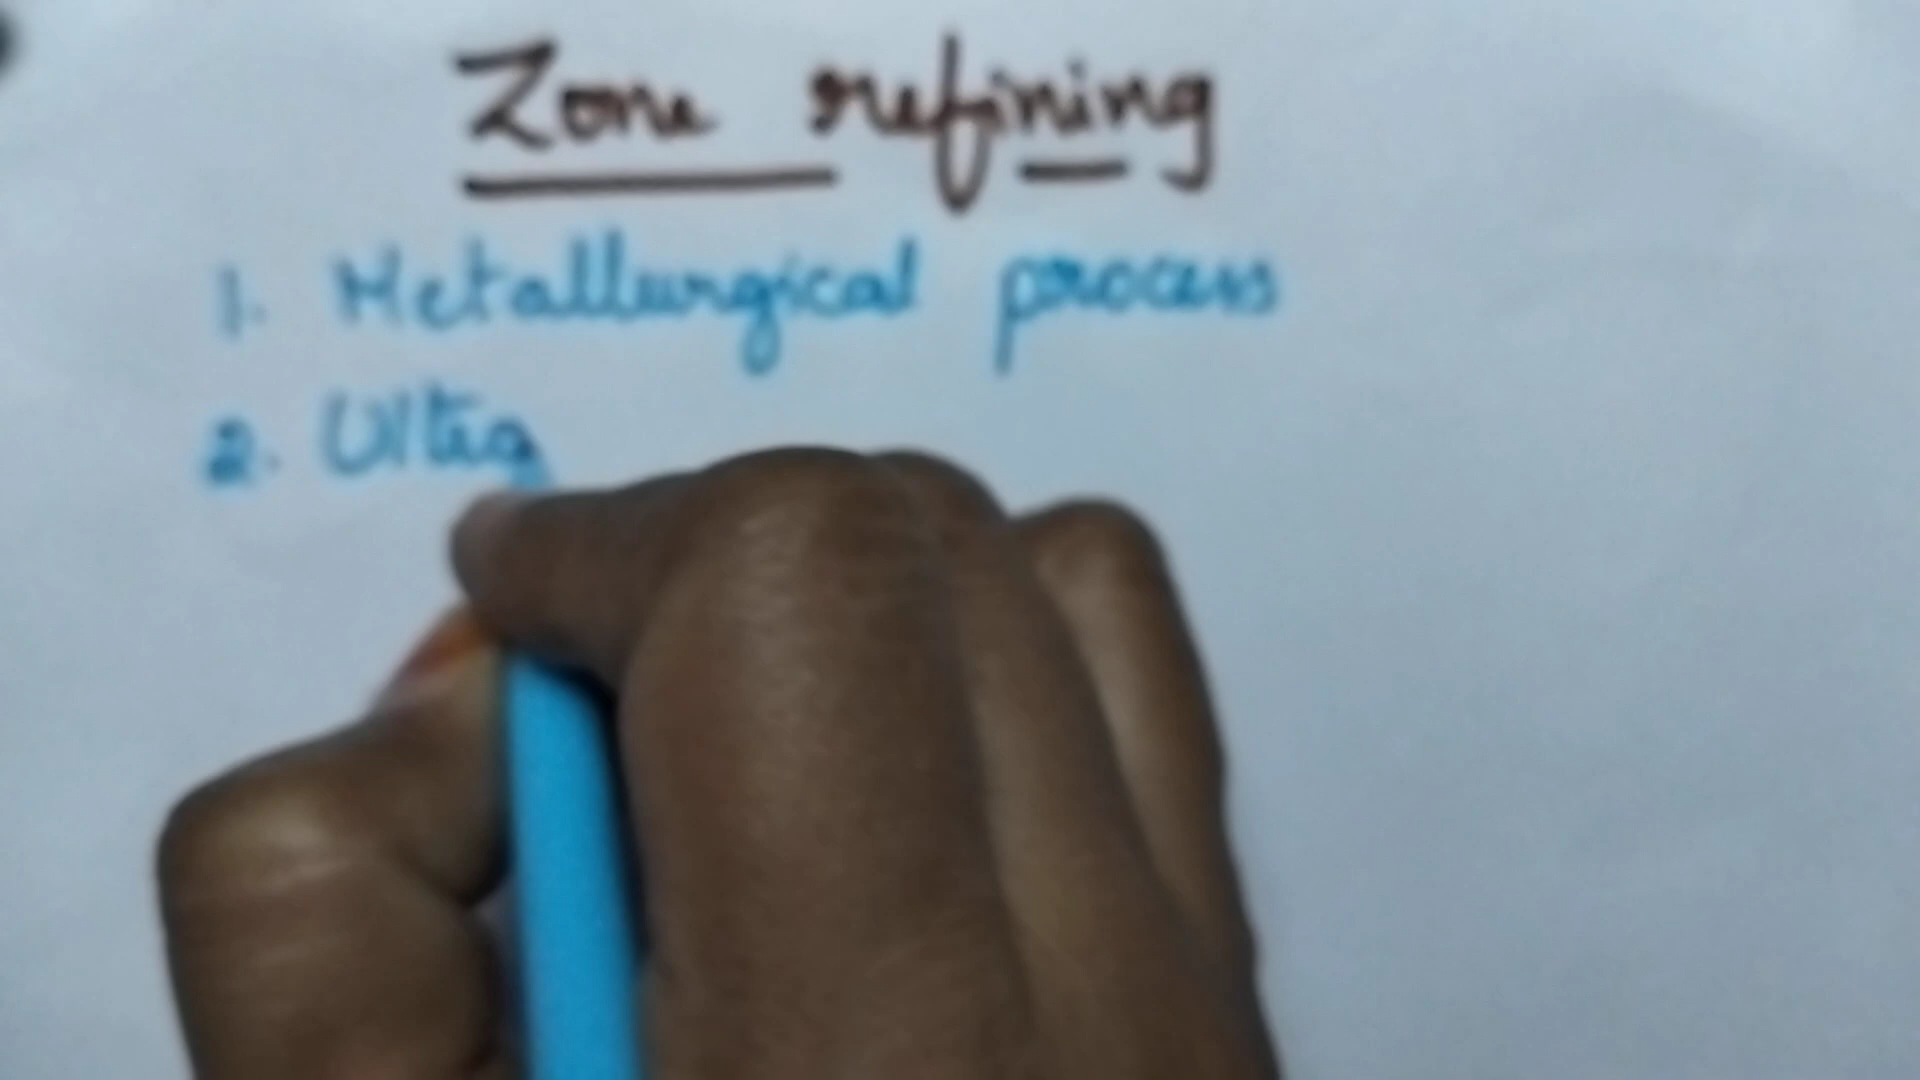 Zone refining
1. Metallurgical process
2. Ultra